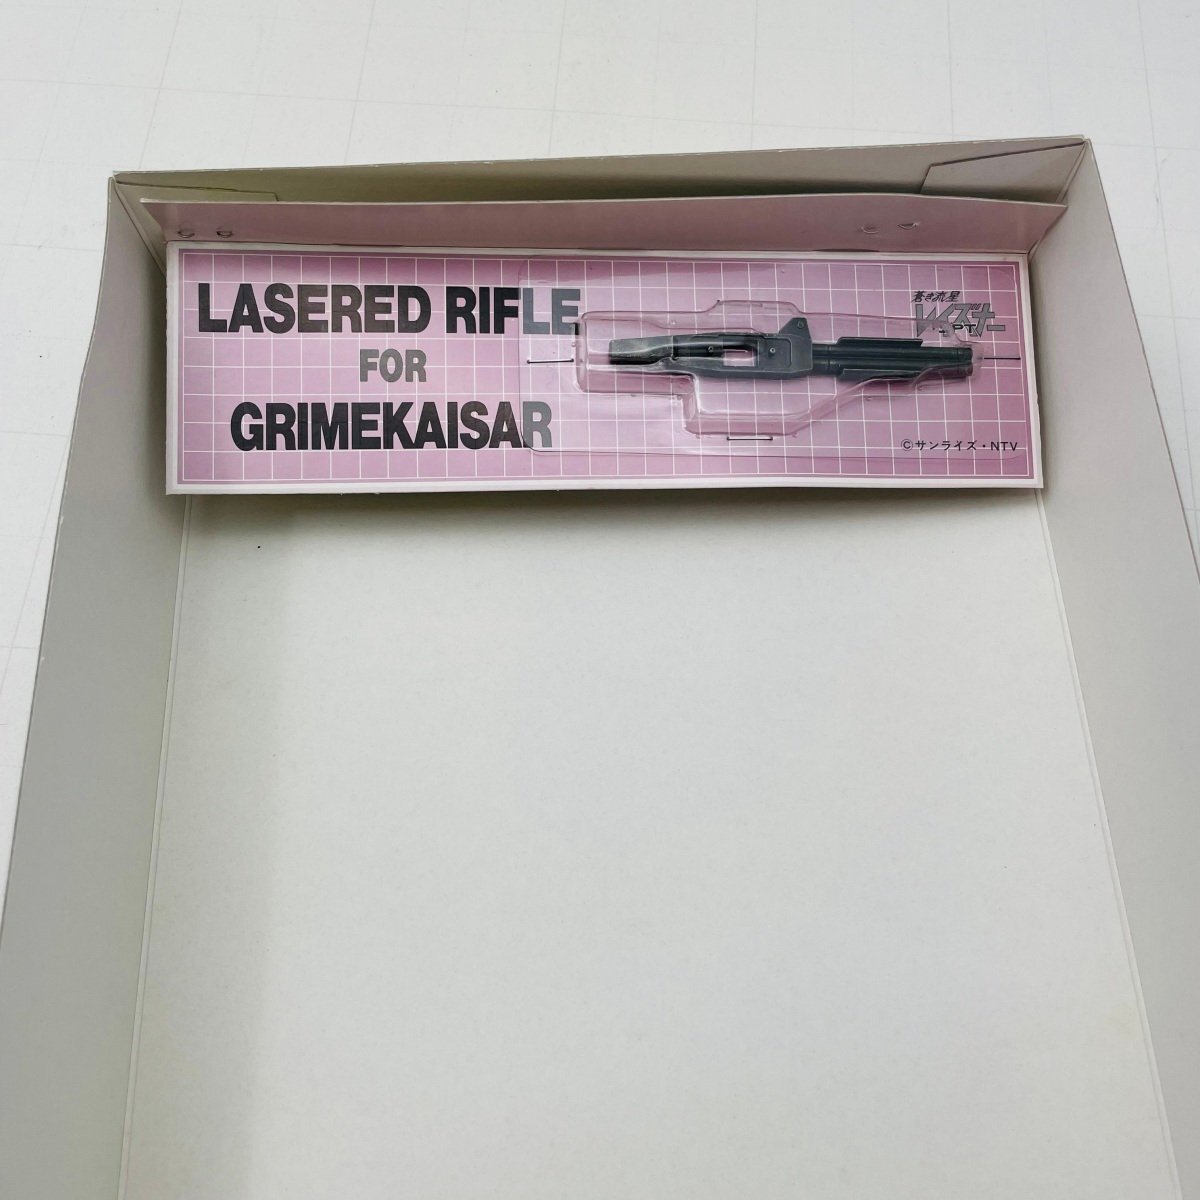 LASERED RIFLE
FOR
GRIMEKAISAR
蒼き流星
レイズナー
SPT
©サンライズ・NTV